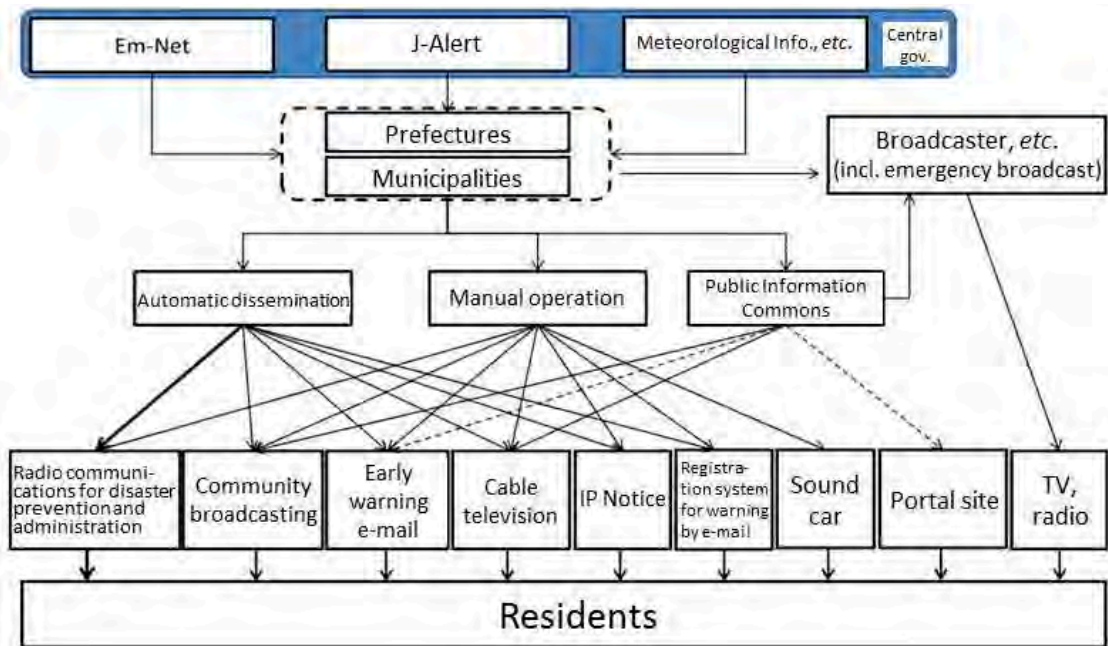 Em-Net
J-Alert
Meteorological Info., etc.
Central
gov.
Prefectures
Municipalities
Broadcaster, etc.
(incl. emergency broadcast)
Automatic dissemination
Manual operation
Public Information
Commons
Radio communi-
cations for disaster
prevention and
administration
Community
broadcasting
Early
warning
e-mail
Cable
television
IP Notice
Registra-
tion system
for warning
by e-mail
Sound
car
Portal site
TV,
radio
Residents